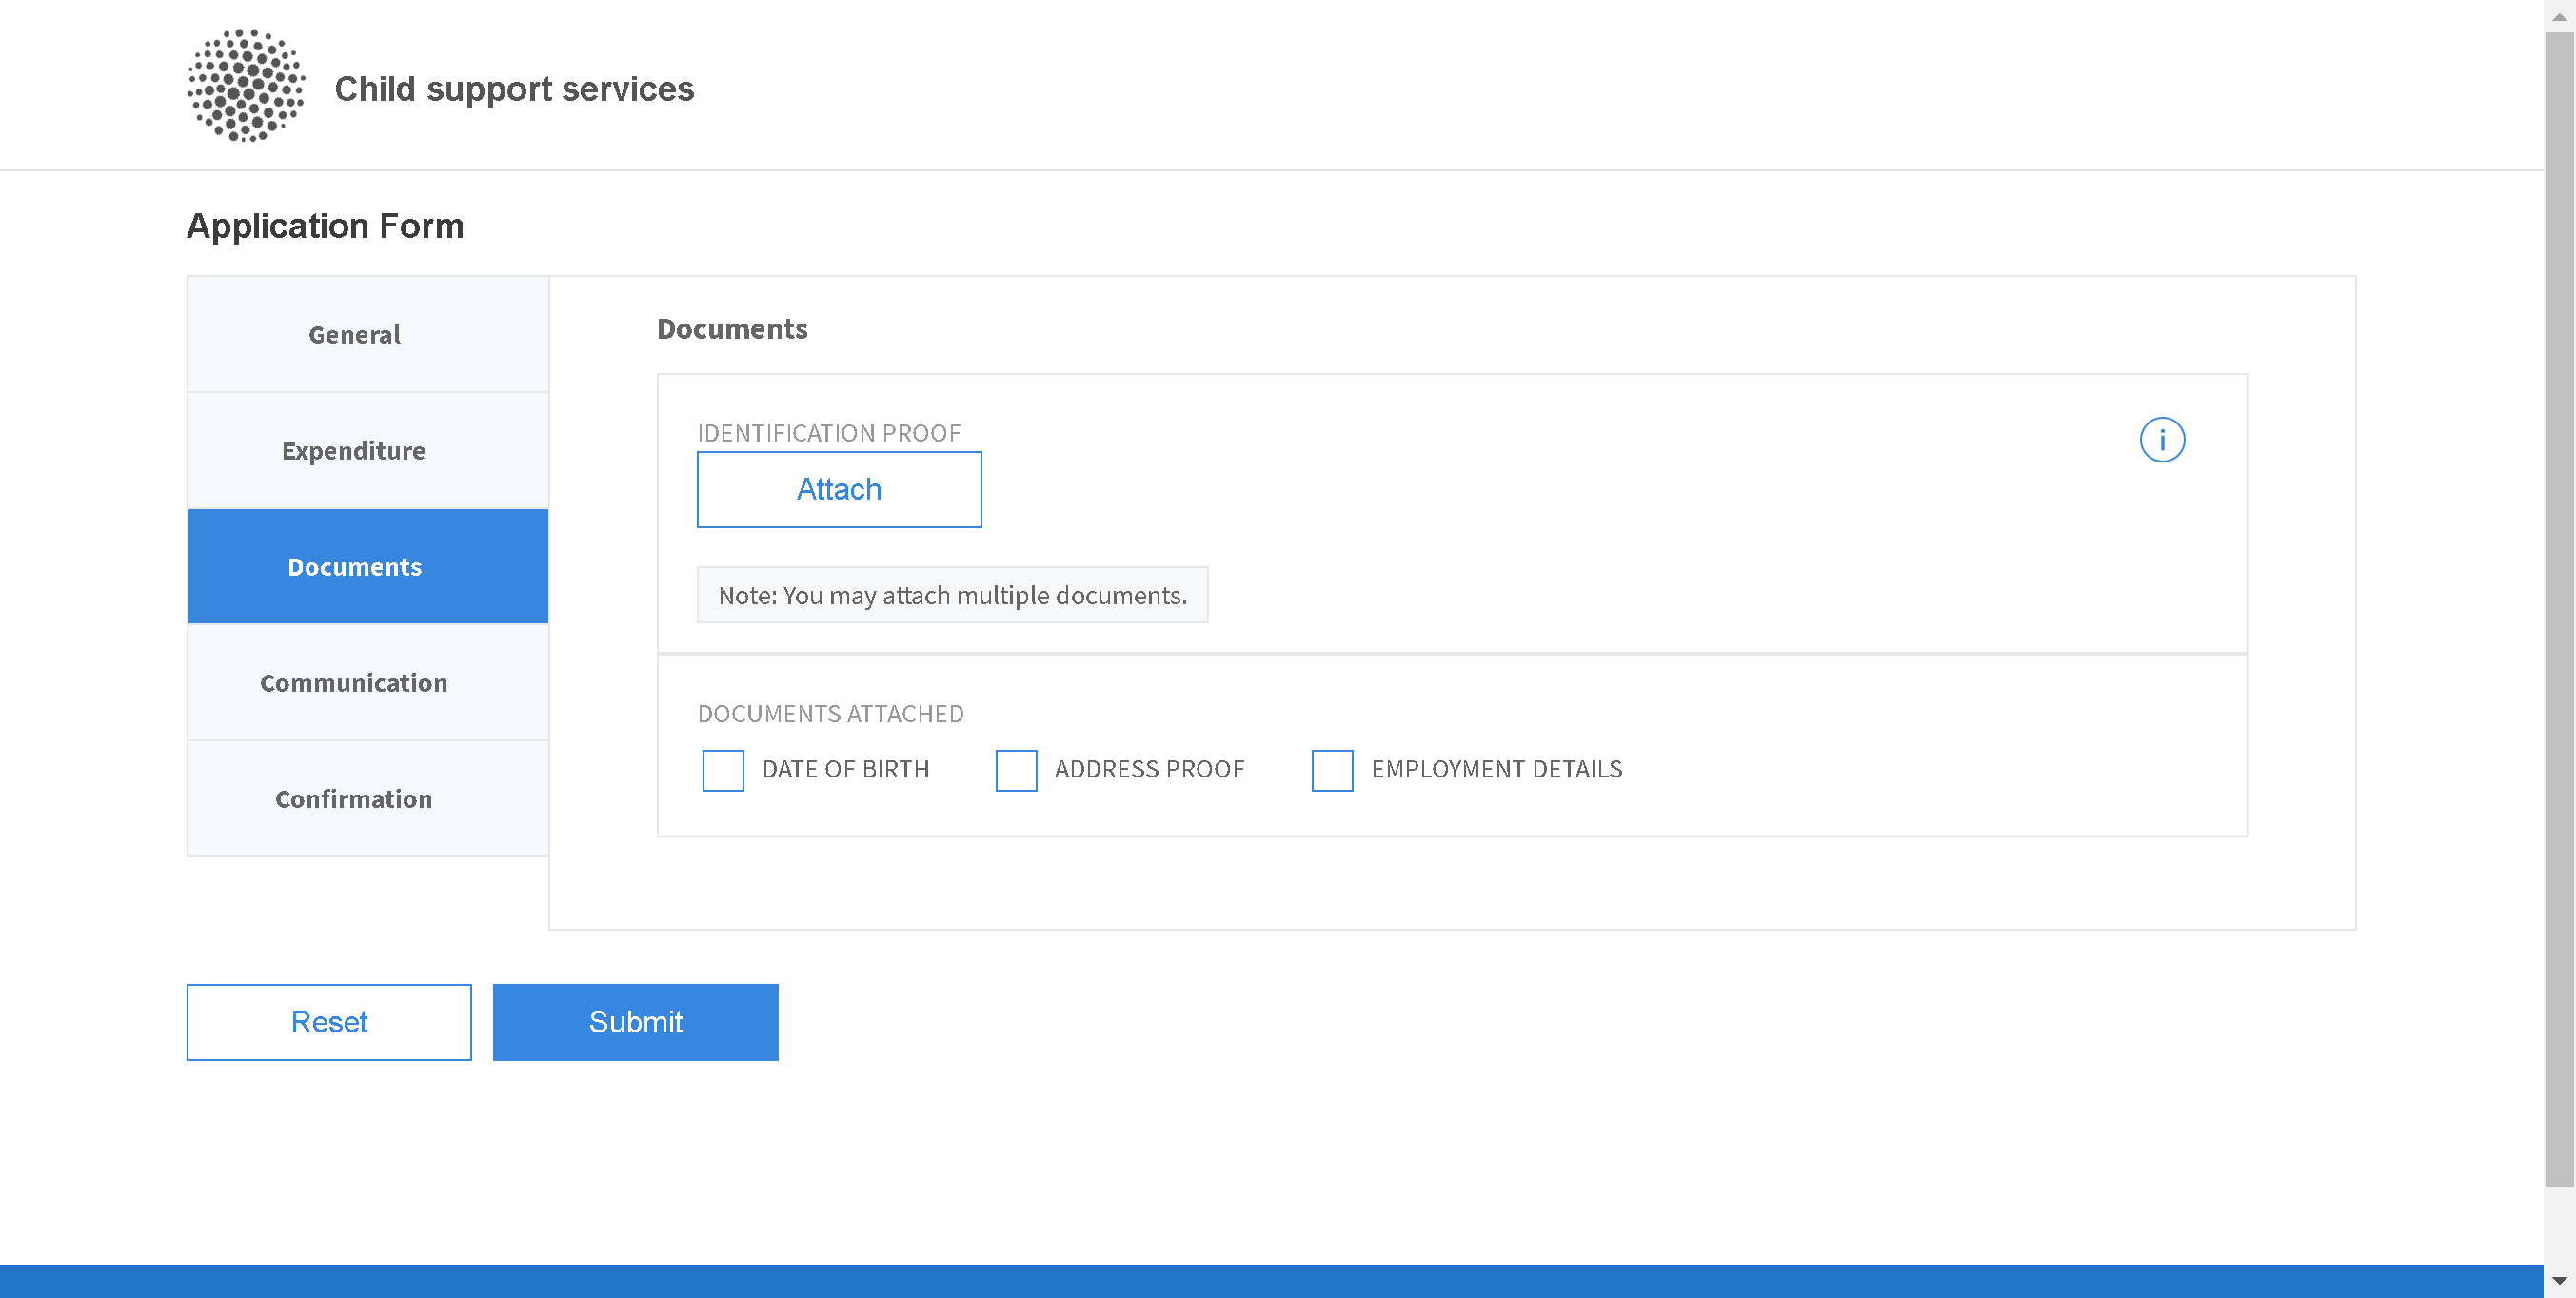 Child support services
Application Form
General
Expenditure
Documents
Communication
Confirmation
Documents
IDENTIFICATION PROOF
i
Attach
Note: You may attach multiple documents.
DOCUMENTS ATTACHED
DATE OF BIRTH
ADDRESS PROOF
EMPLOYMENT DETAILS
Reset
Submit